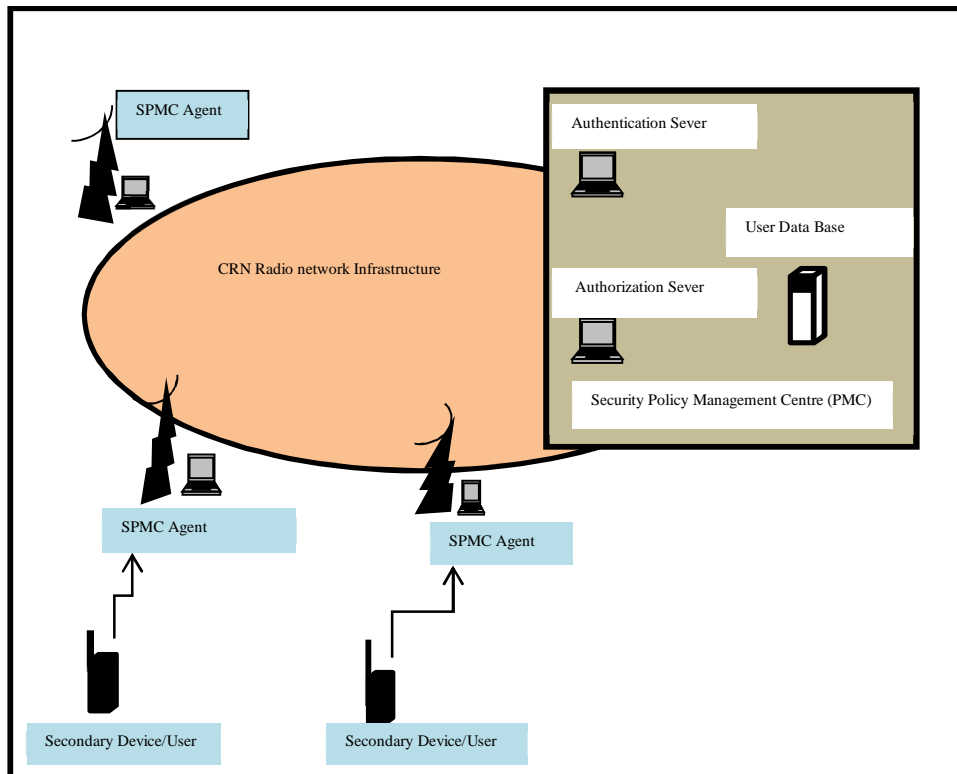 SPMC Agent
Authentication Sever
User Data Base
CRN Radio network Infrastructure
Authorization Sever
Security Policy Management Centre (PMC)
SPMC Agent
SPMC Agent
Secondary Device/User
Secondary Device/User